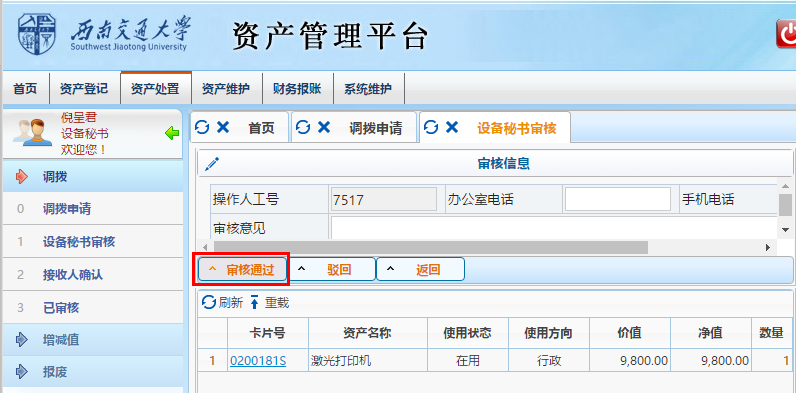 西南交通大学
Southwest Jiaotong University
资产管理平台
首页 资产登记 资产处置 资产维护 财务报账 系统维护
倪呈君
设备秘书
欢迎您！
首页 调拨申请 设备秘书审核
调拨
0 调拨申请
1 设备秘书审核
2 接收人确认
3 已审核
增减值
报废
审核信息
操作人工号 7517 办公室电话 手机电话
审核意见
审核通过 驳回 返回
刷新 重载
卡片号 资产名称 使用状态 使用方向 价值 净值 数量
1 0200181S 激光打印机 在用 行政 9,800.00 9,800.00 1